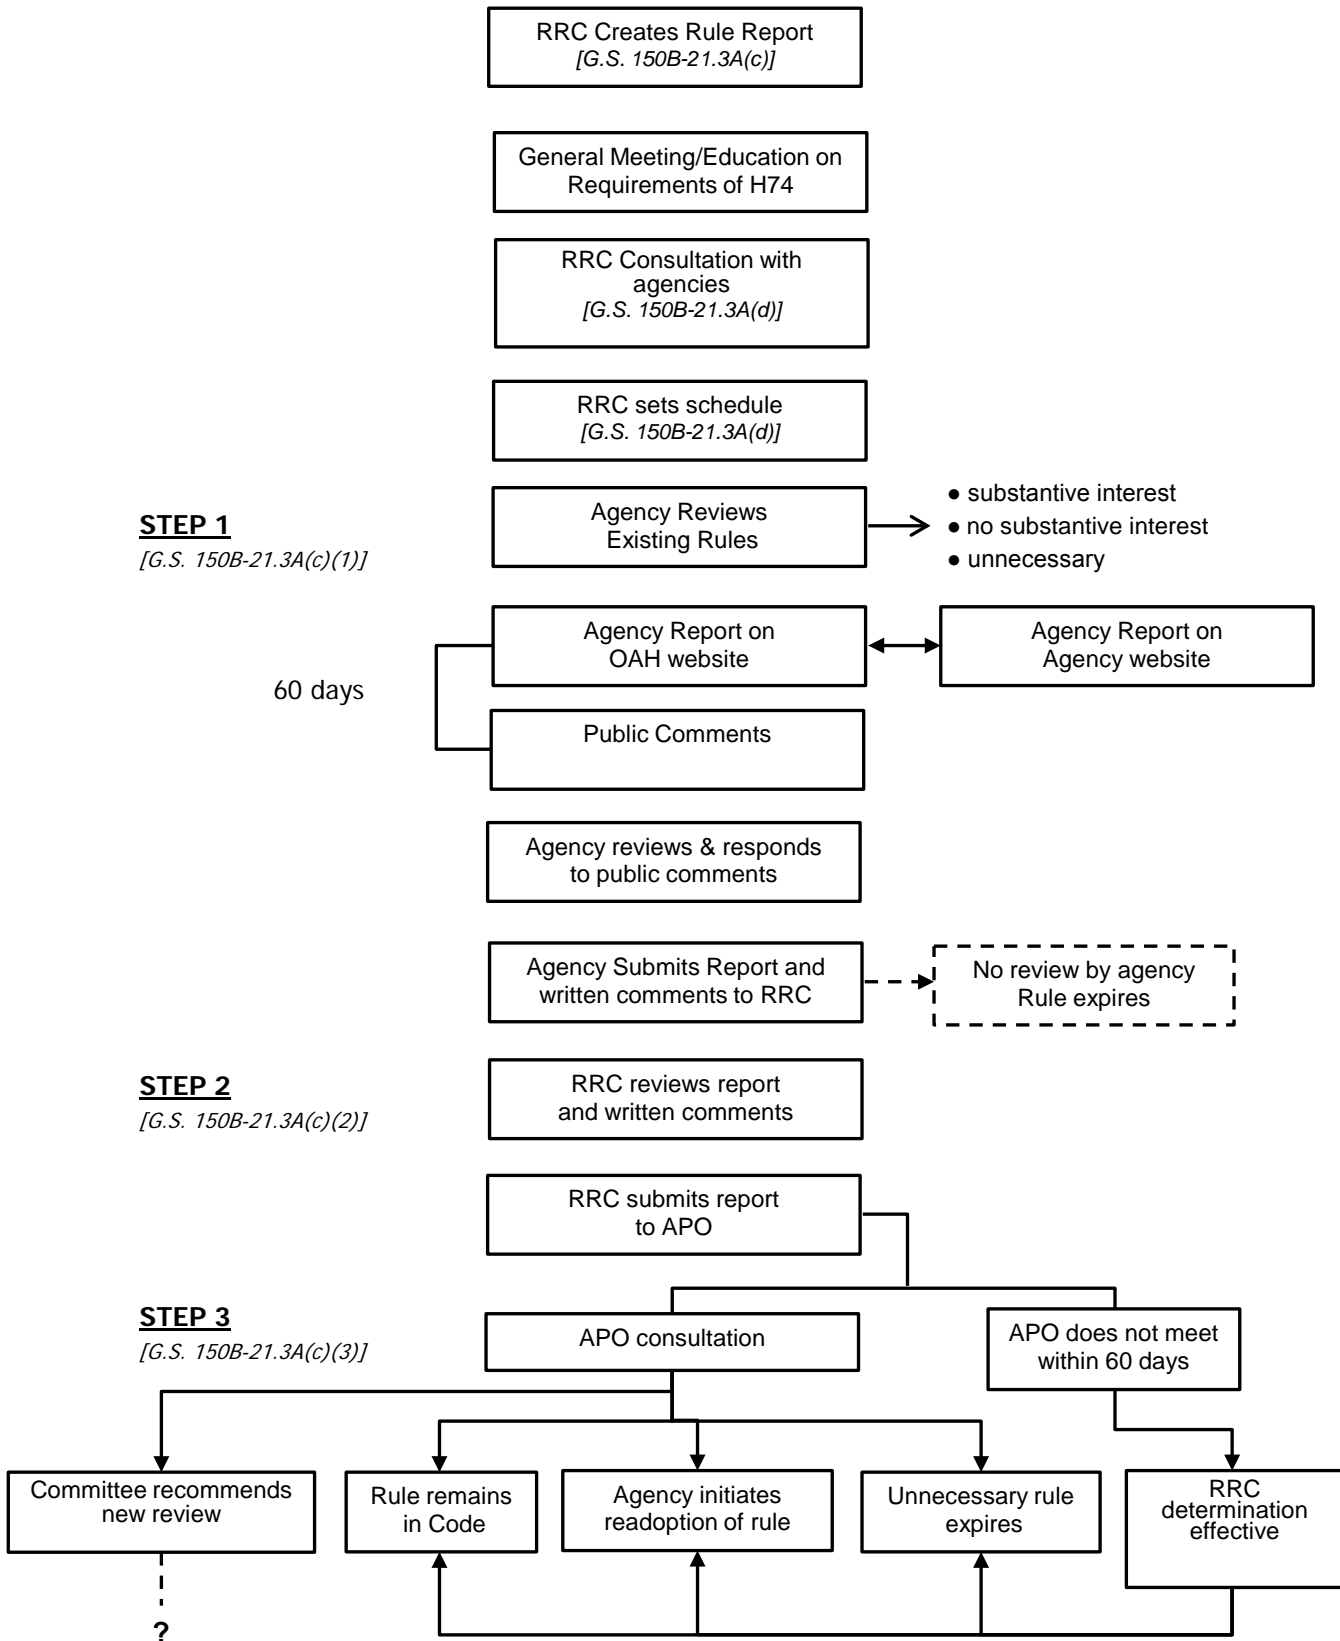 RRC Creates Rule Report
[G.S. 150B-21.3A(c)]
General Meeting/Education on
Requirements of H74
RRC Consultation with
agencies
[G.S. 150B-21.3A(d)]
RRC sets schedule
[G.S. 150B-21.3A(d)]
STEP 1
[G.S. 150B-21.3A(c)(1)]
Agency Reviews
Existing Rules
● substantive interest
● no substantive interest
● unnecessary
60 days
Agency Report on
OAH website
Agency Report on
Agency website
Public Comments
Agency reviews & responds
to public comments
Agency Submits Report and
written comments to RRC
No review by agency
Rule expires
STEP 2
[G.S. 150B-21.3A(c)(2)]
RRC reviews report
and written comments
RRC submits report
to APO
STEP 3
[G.S. 150B-21.3A(c)(3)]
APO consultation
APO does not meet
within 60 days
Committee recommends
new review
Rule remains
in Code
Agency initiates
readoption of rule
Unnecessary rule
expires
RRC
determination
effective
?